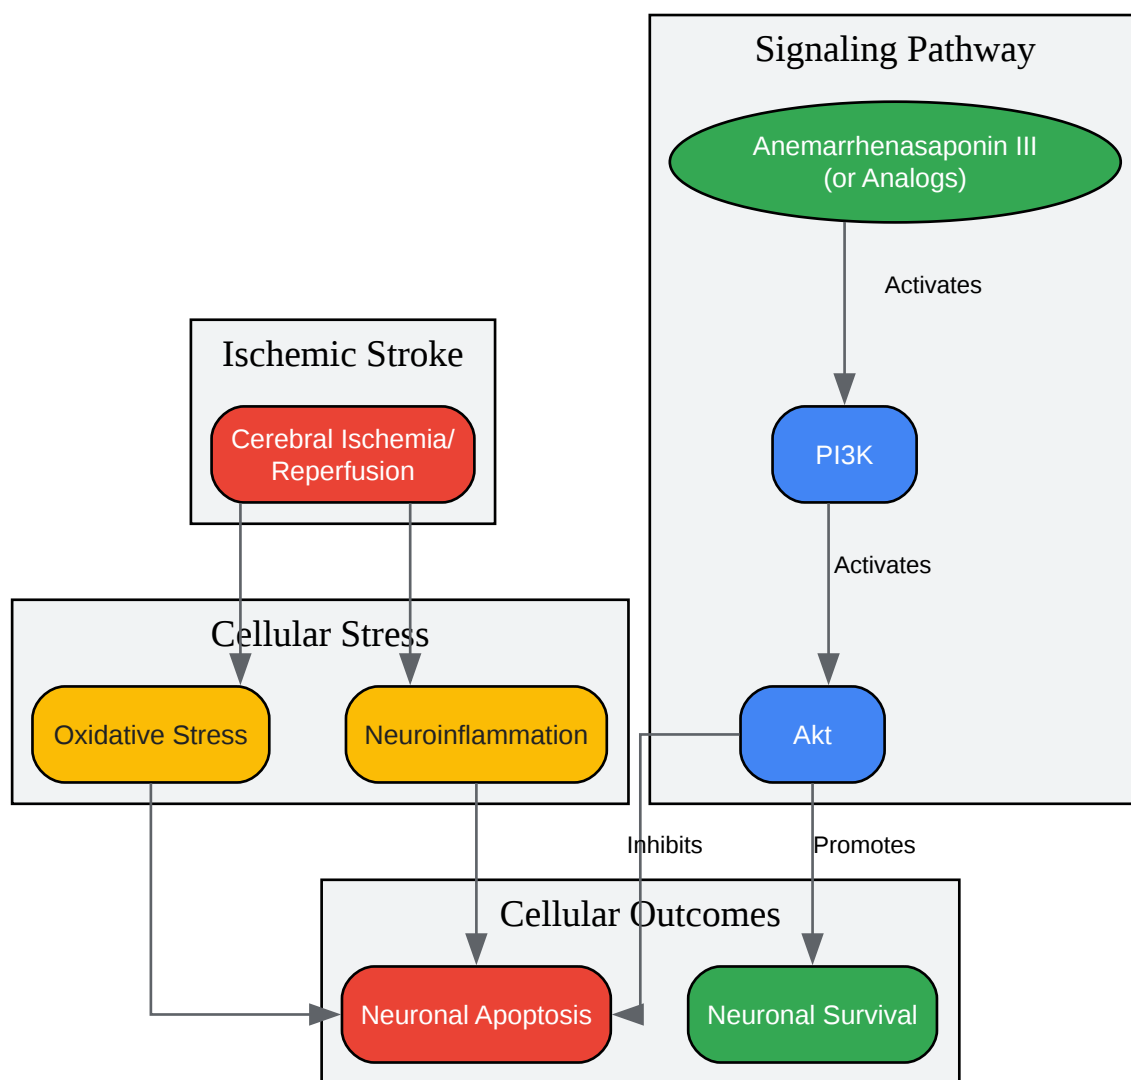 Signaling Pathway
Anemarrhenasaponin III
(or Analogs)
Activates
Ischemic Stroke
Cerebral Ischemia/
Reperfusion
PI3K
Activates
Cellular Stress
Oxidative Stress
Neuroinflammation
Akt
Inhibits
Promotes
Cellular Outcomes
Neuronal Apoptosis
Neuronal Survival